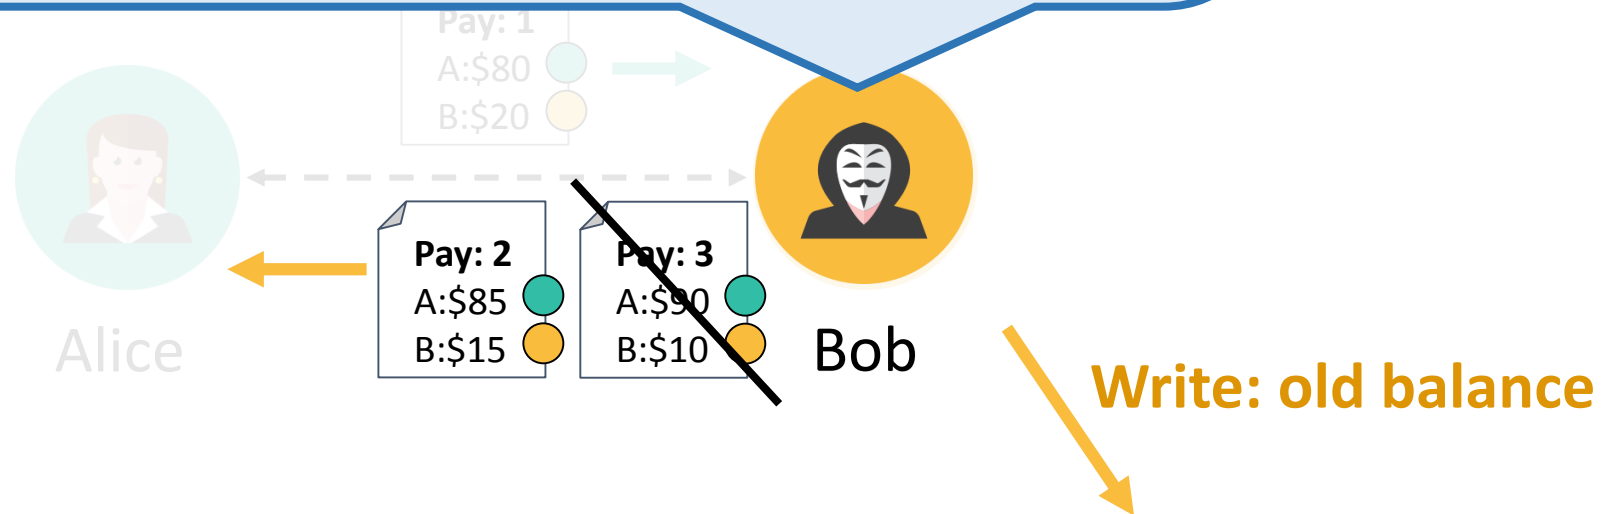 Pay: 1
A:$80
B:$20
Pay: 2
A:$85
B:$15
Pay: 3
A:$90
B:$10
Alice
Bob
Write: old balance